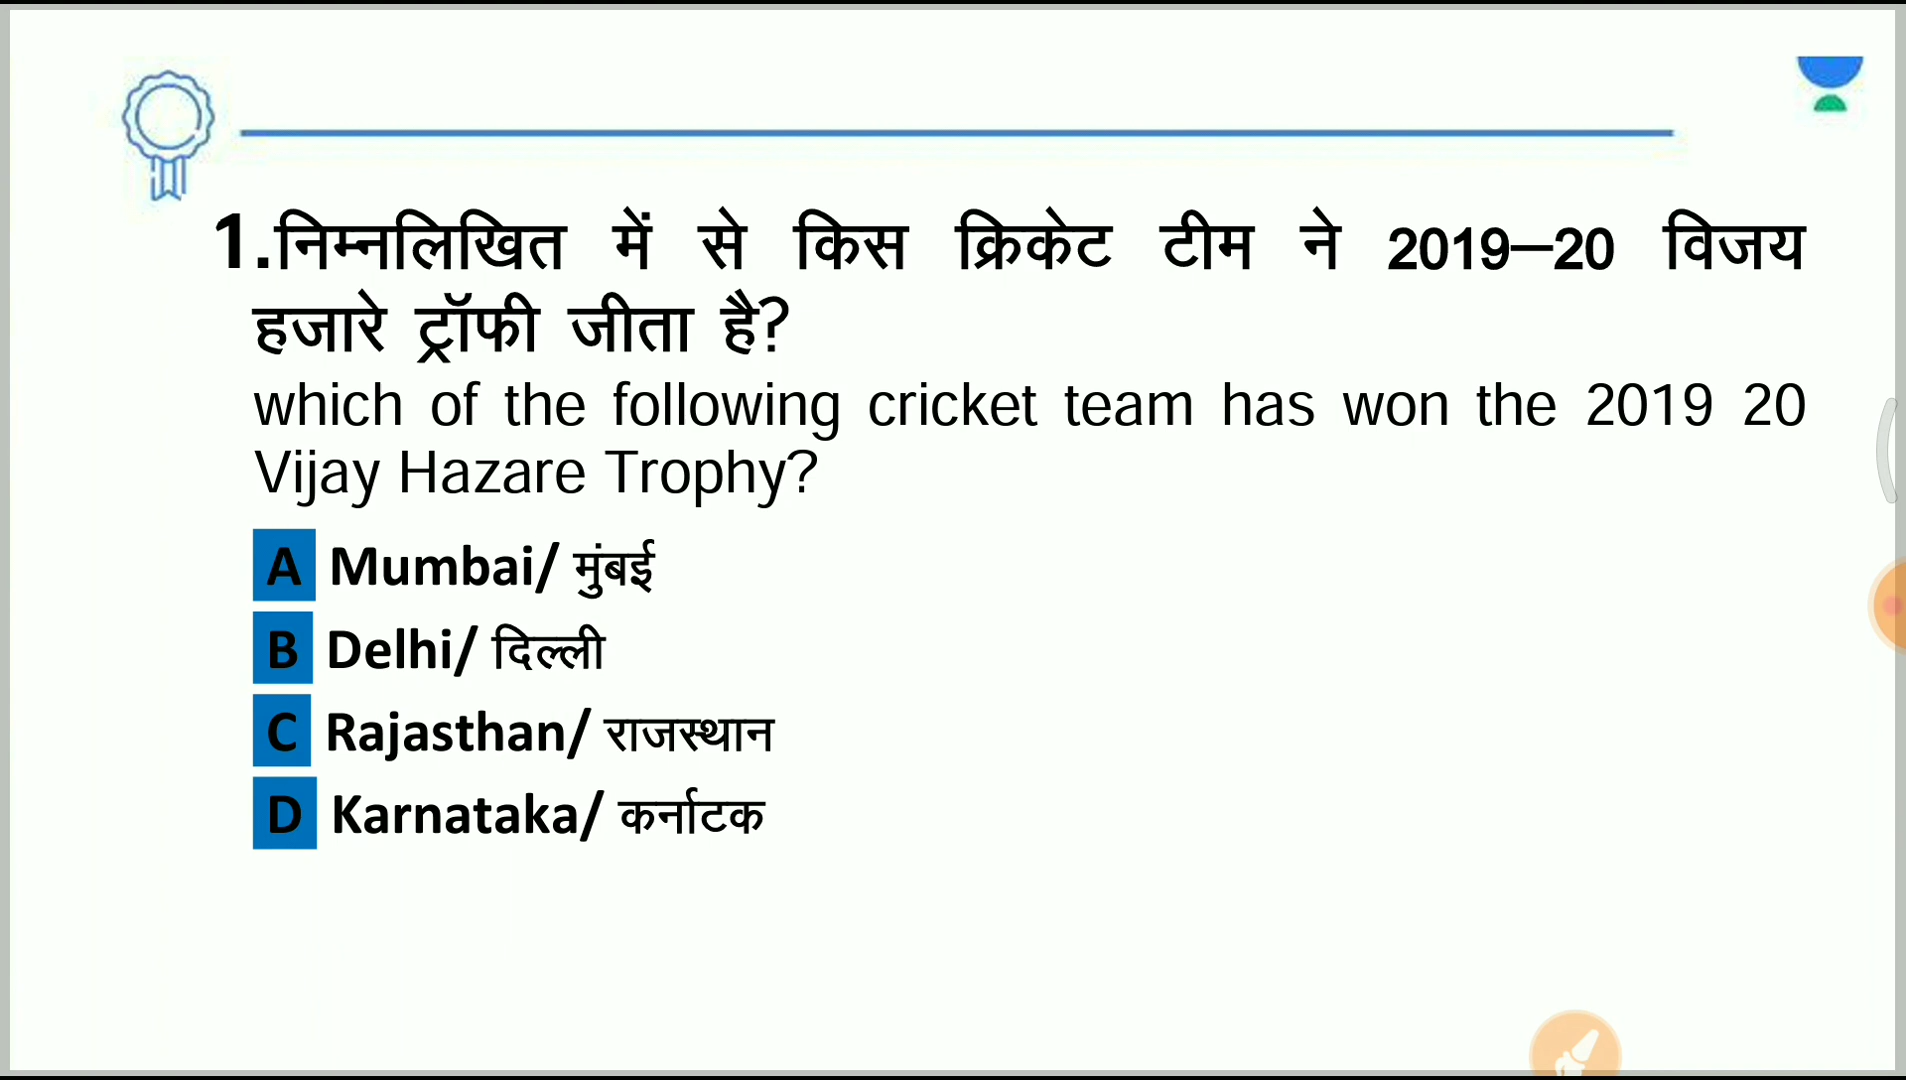 1.निम्नलिखित में से किस क्रिकेट टीम ने 2019–20 विजय
हजारे ट्रॉफी जीता है?
which of the following cricket team has won the 2019 20
Vijay Hazare Trophy?
A Mumbai/ मुंबई
B Delhi/ दिल्ली
C Rajasthan/ राजस्थान
D Karnataka/ कर्नाटक